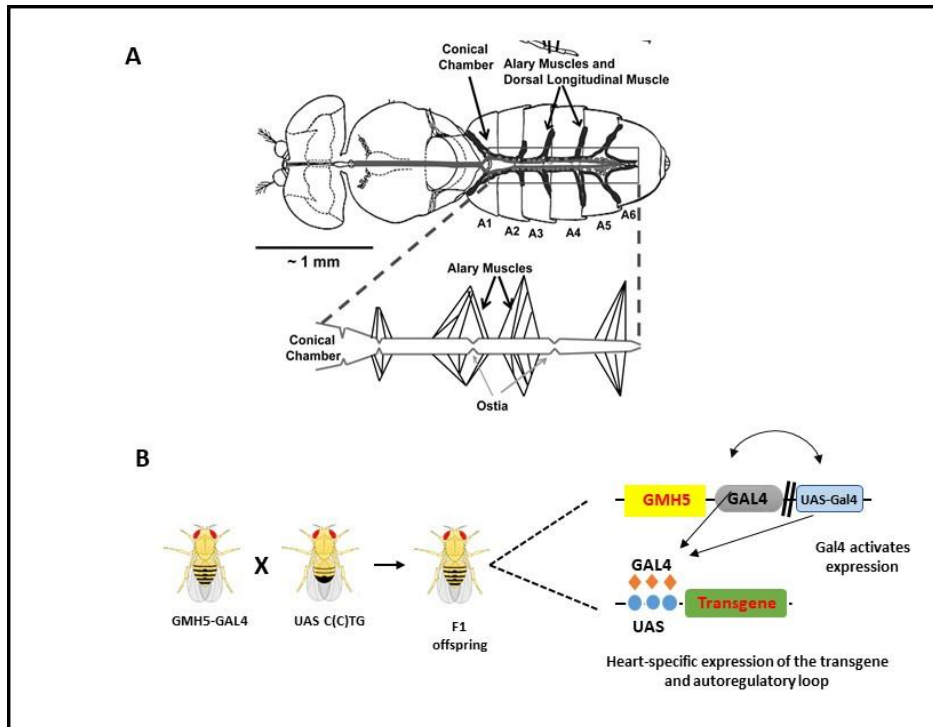 A
Conical
Chamber
Alary Muscles and
Dorsal Longitudinal Muscle
A1
A2
A3
A4
A5
A6
~ 1 mm
Alary Muscles
Conical
Chamber
Ostia
B
GMH5
GAL4
UAS-Gal4
Gal4 activates
expression
X
GMH5-GAL4
UAS C(C)TG
F1
offspring
GAL4
UAS
Transgene
Heart-specific expression of the transgene
and autoregulatory loop